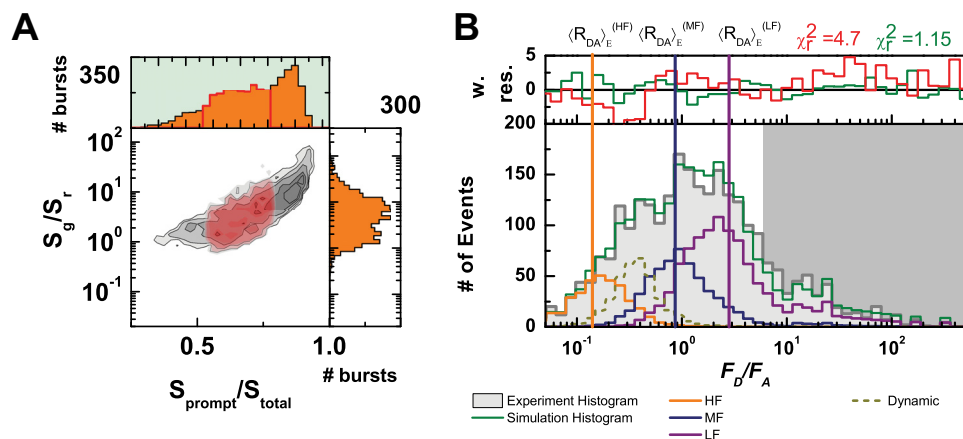 A
# bursts
350
300
S_g/S_r
10^2
10^1
10^0
10^-1
0.5
1.0
# bursts
S_prompt/S_total
B
⟨R_DA⟩_E^(HF) ⟨R_DA⟩_E^(MF) ⟨R_DA⟩_E^(LF) χ_r^2=4.7 χ_r^2=1.15
w. res.
5
0
200
150
100
50
0
# of Events
10^-1 10^0 10^1 10^2
F_D/F_A
Experiment Histogram
Simulation Histogram
HF
MF
LF
Dynamic